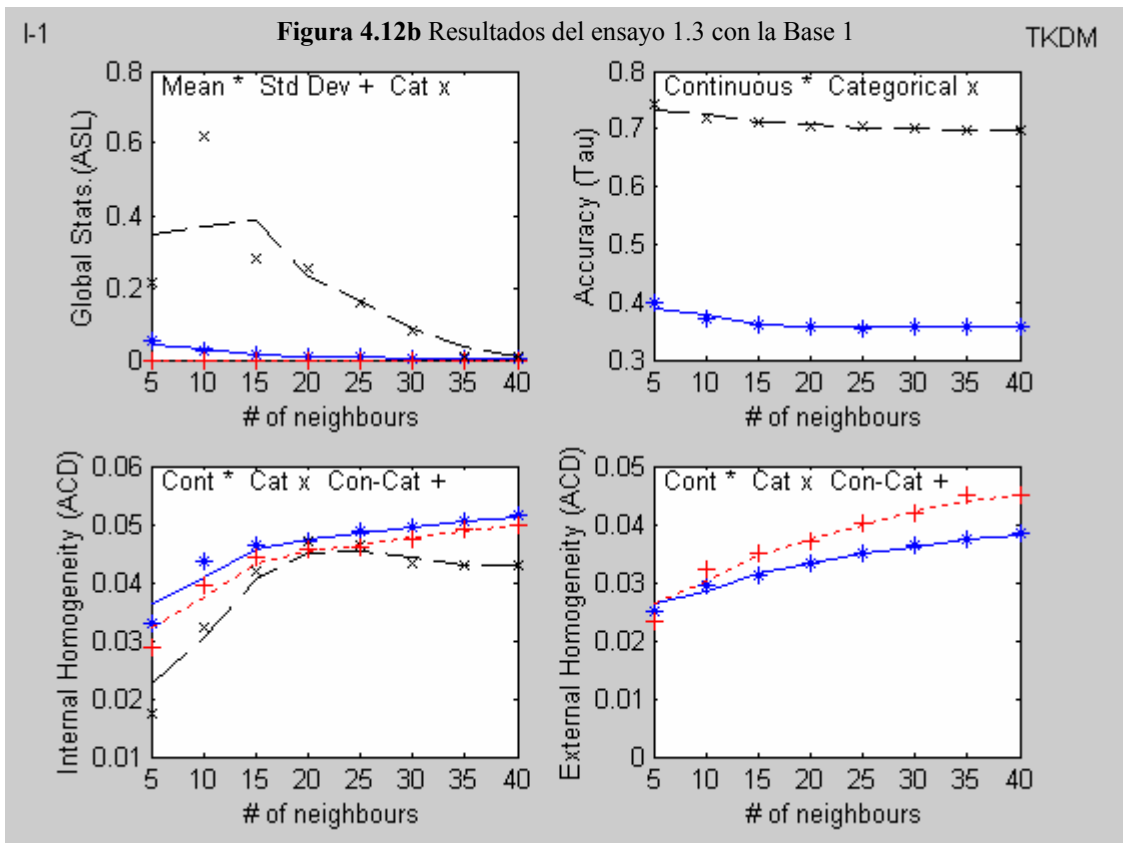 I-1
Figura 4.12b Resultados del ensayo 1.3 con la Base 1
TKDM
Mean * Std Dev + Cat x
Global Stats.(ASL)
0.8
0.6
0.4
0.2
0
5 10 15 20 25 30 35 40
# of neighbours
Continuous * Categorical x
Accuracy (Tau)
0.8
0.7
0.6
0.5
0.4
0.3
5 10 15 20 25 30 35 40
# of neighbours
Cont * Cat x Con-Cat +
Internal Homogeneity (ACD)
0.06
0.05
0.04
0.03
0.02
0.01
5 10 15 20 25 30 35 40
# of neighbours
Cont * Cat x Con-Cat +
External Homogeneity (ACD)
0.05
0.04
0.03
0.02
0.01
0
5 10 15 20 25 30 35 40
# of neighbours